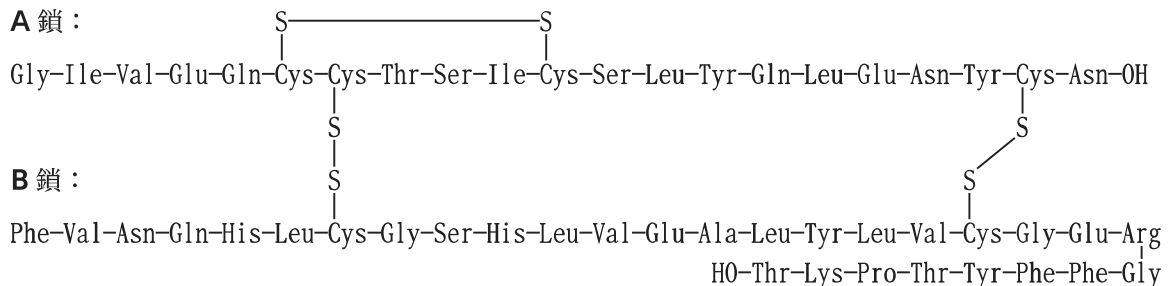 A 鎖：
S S
Gly-Ile-Val-Glu-Gln-Cys-Cys-Thr-Ser-Ile-Cys-Ser-Leu-Tyr-Gln-Leu-Glu-Asn-Tyr-Cys-Asn-OH
S S
B 鎖： S S
Phe-Val-Asn-Gln-His-Leu-Cys-Gly-Ser-His-Leu-Val-Glu-Ala-Leu-Tyr-Leu-Val-Cys-Gly-Glu-Arg
HO-Thr-Lys-Pro-Thr-Tyr-Phe-Phe-Gly